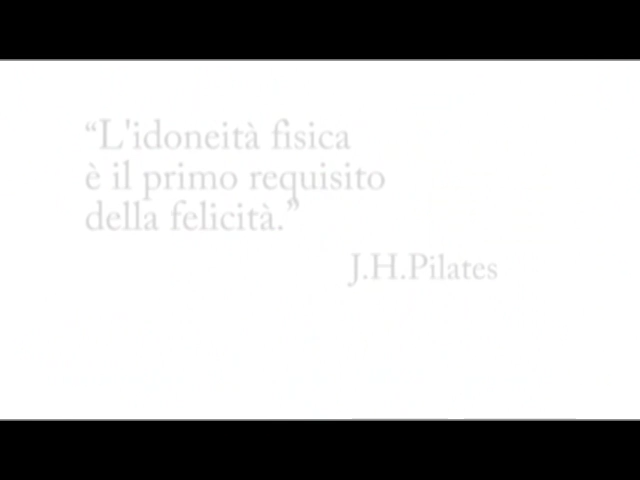 “L'idoneità fisica
è il primo requisito
della felicità.”
J.H.Pilates